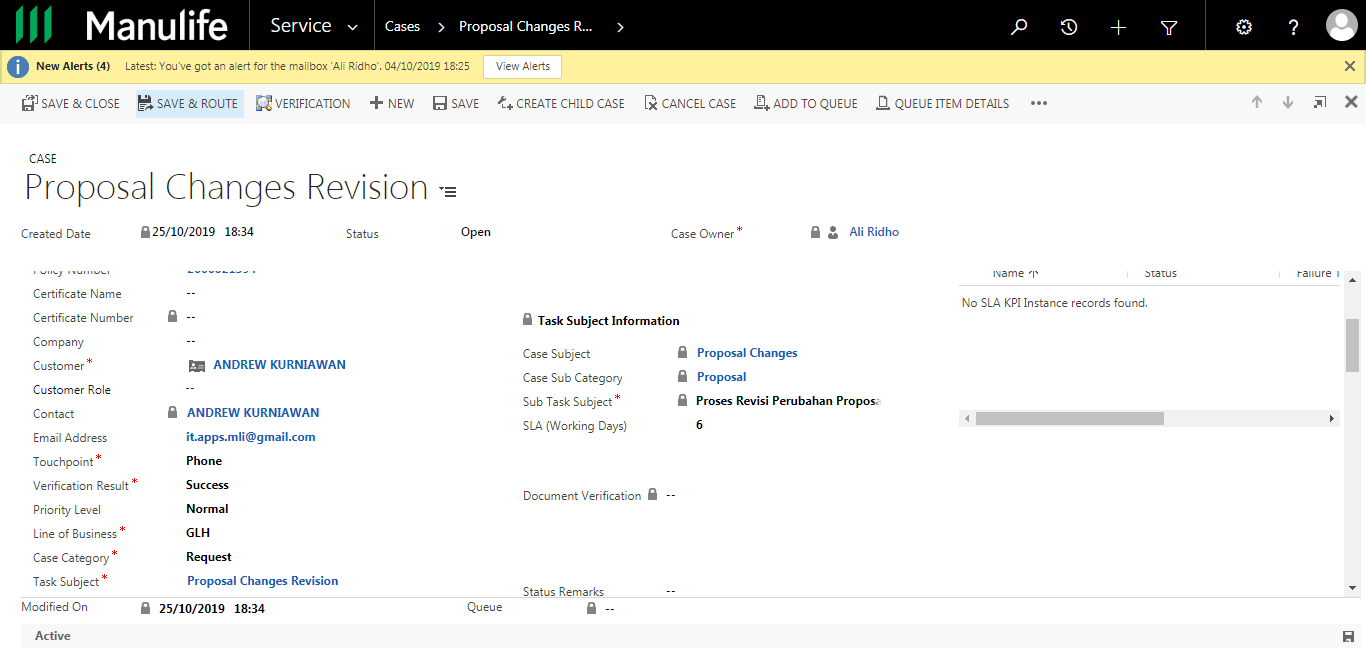 Manulife Service Cases Proposal Changes R...
New Alerts (4) Latest: You've got an alert for the mailbox 'Ali Ridho'. 04/10/2019 18:25 View Alerts
SAVE & CLOSE SAVE & ROUTE VERIFICATION NEW SAVE CREATE CHILD CASE CANCEL CASE ADD TO QUEUE QUEUE ITEM DETAILS •••
CASE
Proposal Changes Revision
Created Date 25/10/2019 18:34 Status Open Case Owner* Ali Ridho
Policy Number
Certificate Name --
Certificate Number --
Company --
Customer* ANDREW KURNIAWAN
Customer Role --
Contact ANDREW KURNIAWAN
Email Address it.apps.mli@gmail.com
Touchpoint* Phone
Verification Result* Success
Priority Level Normal
Line of Business* GLH
Case Category* Request
Task Subject* Proposal Changes Revision
Task Subject Information
Case Subject Proposal Changes
Case Sub Category Proposal
Sub Task Subject* Proses Revisi Perubahan Proposa
SLA (Working Days) 6
Document Verification --
Status Remarks --
Name Status Failure
No SLA KPI Instance records found.
Modified On 25/10/2019 18:34 Queue --
Active